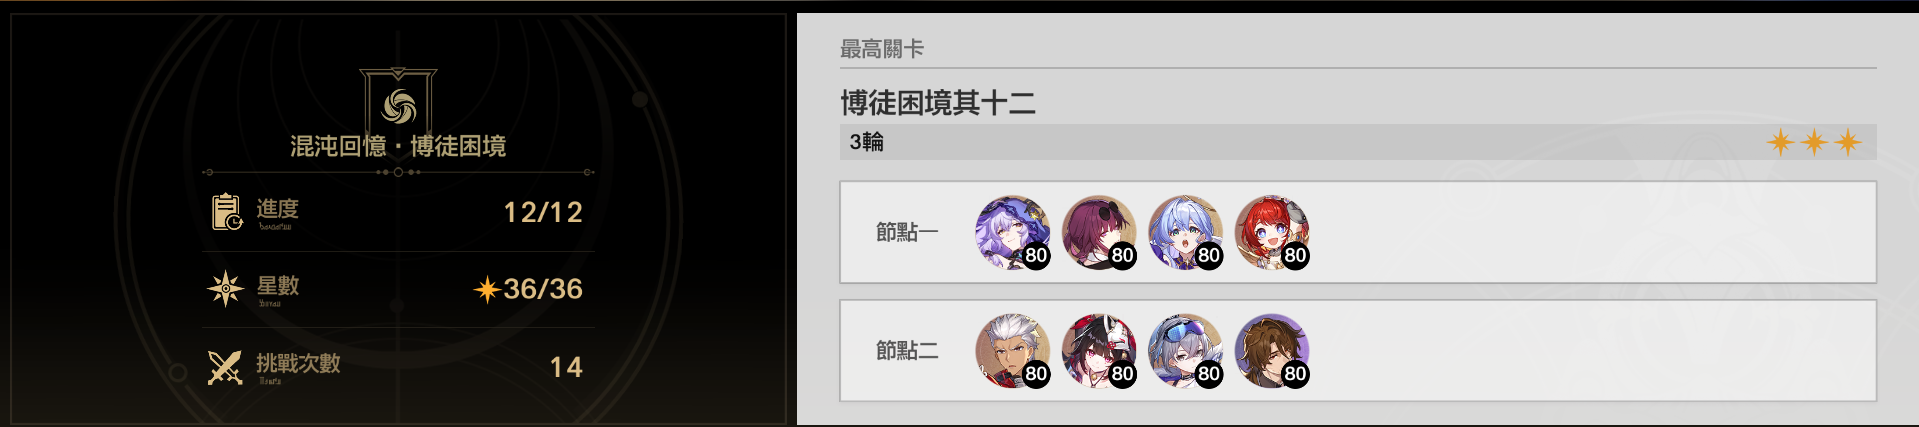 混沌回憶・博徒困境
進度
12/12
星數
36/36
挑戰次數
14
最高關卡
博徒困境其十二
3輪
節點一
80 80 80 80
節點二
80 80 80 80